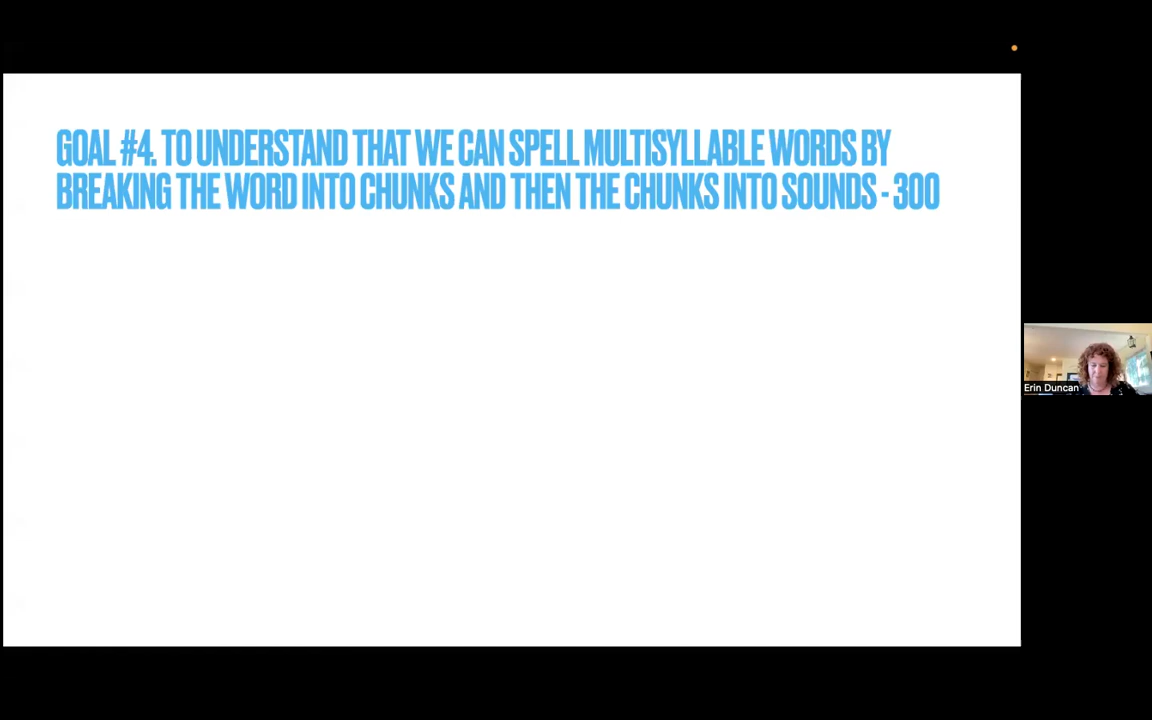 GOAL #4. TO UNDERSTAND THAT WE CAN SPELL MULTISYLLABLE WORDS BY
BREAKING THE WORD INTO CHUNKS AND THEN THE CHUNKS INTO SOUNDS - 300
Erin Duncan